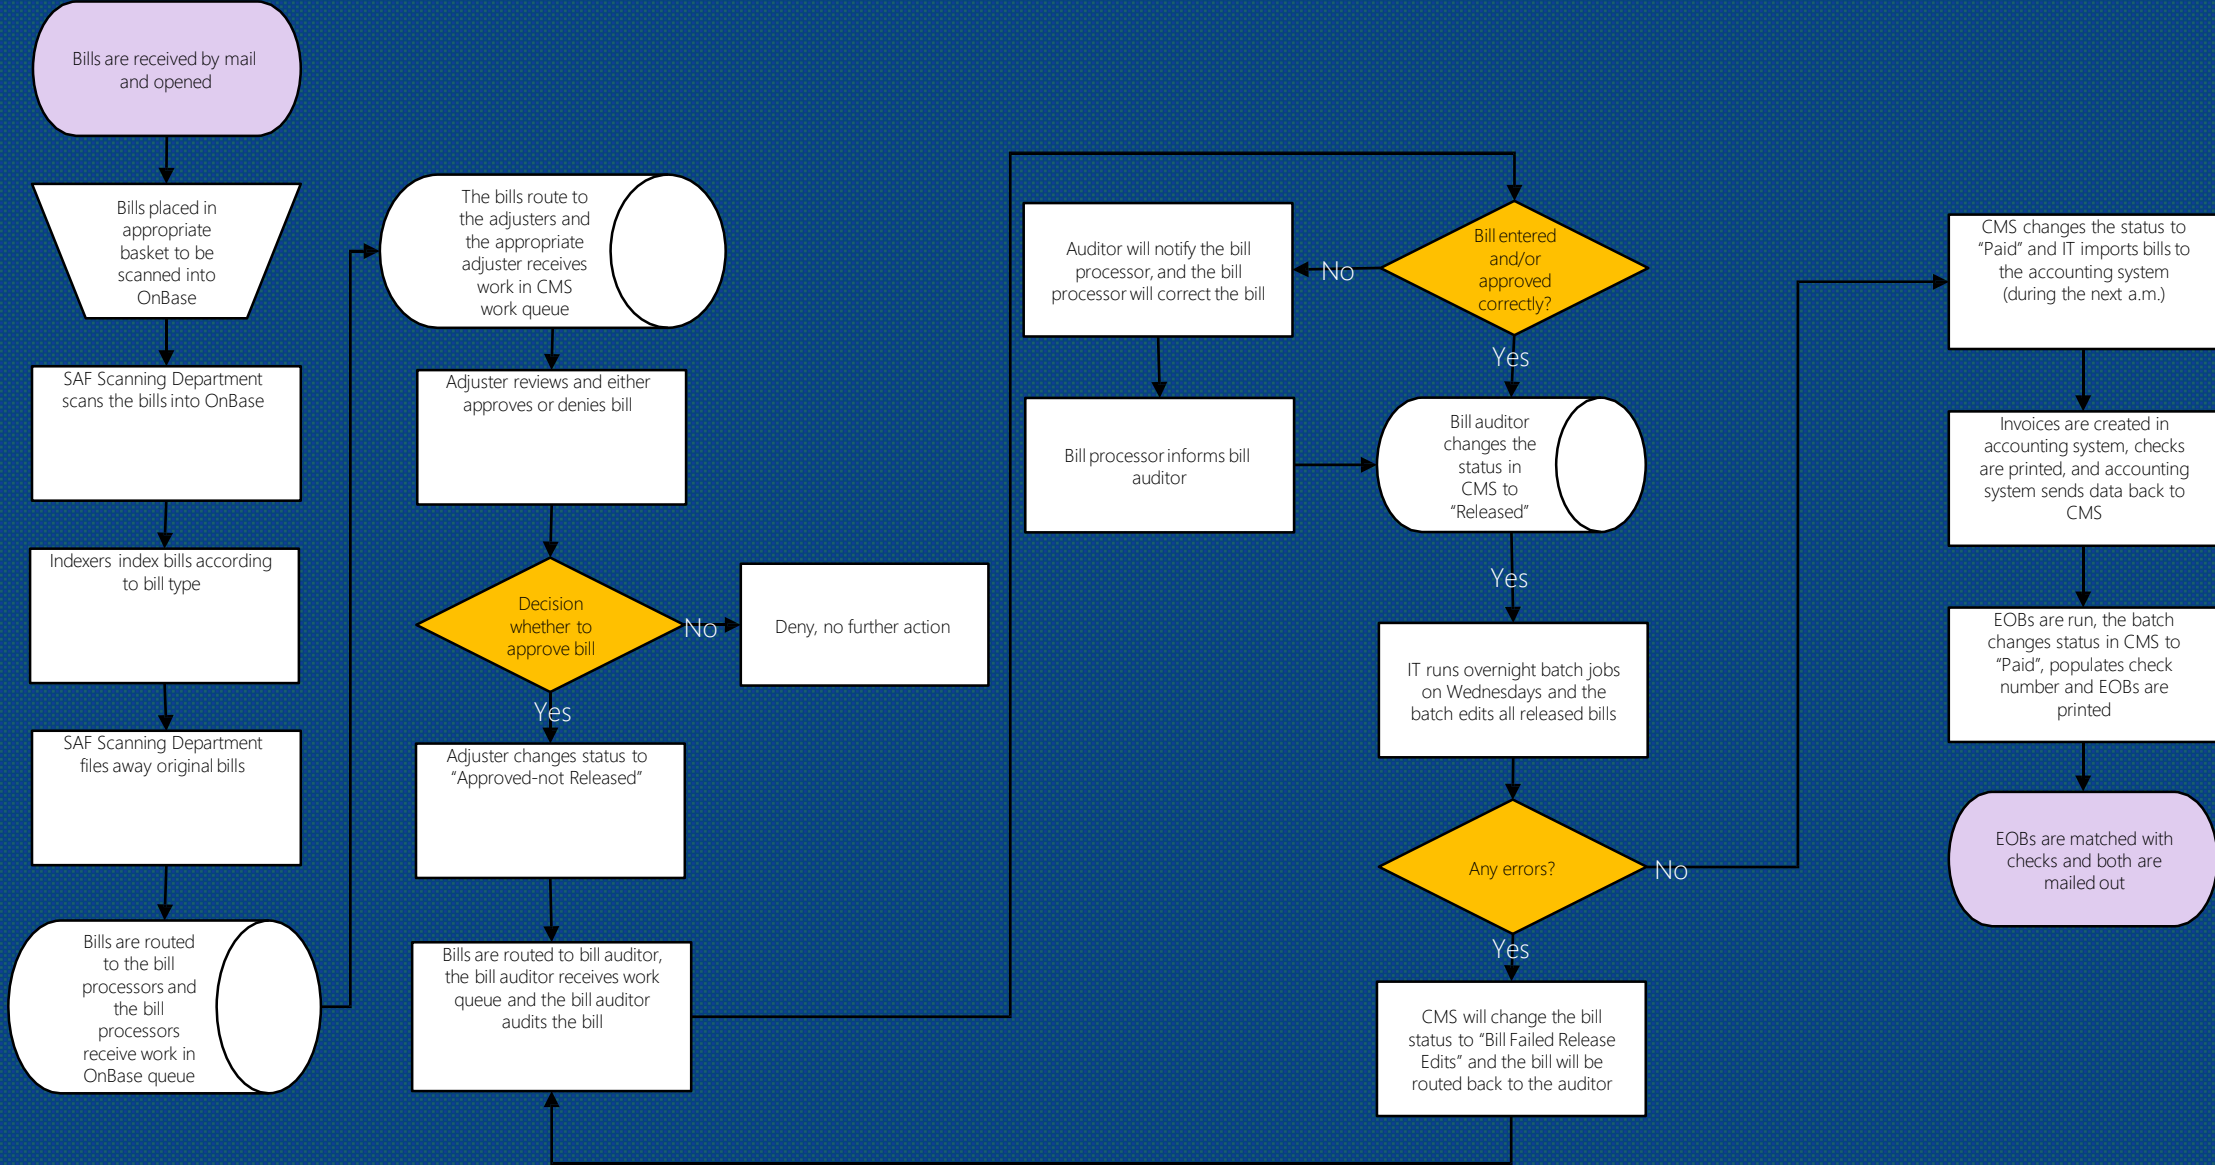 Bills are received by mail
and opened
Bills placed in
appropriate
basket to be
scanned into
OnBase
SAF Scanning Department
scans the bills into OnBase
Indexers index bills according
to bill type
SAF Scanning Department
files away original bills
Bills are routed
to the bill
processors and
the bill
processors
receive work in
OnBase queue
The bills route to
the adjusters and
the appropriate
adjuster receives
work in CMS
work queue
Adjuster reviews and either
approves or denies bill
Decision
whether to
approve bill
No
Deny, no further action
Yes
Adjuster changes status to
“Approved-not Released”
Bills are routed to bill auditor,
the bill auditor receives work
queue and the bill auditor
audits the bill
Bill entered
and/or
approved
correctly?
No
Auditor will notify the bill
processor, and the bill
processor will correct the bill
Bill processor informs bill
auditor
Yes
Bill auditor
changes the
status in
CMS to
“Released”
Yes
IT runs overnight batch jobs
on Wednesdays and the
batch edits all released bills
Any errors?
No
Yes
CMS will change the bill
status to “Bill Failed Release
Edits” and the bill will be
routed back to the auditor
CMS changes the status to
“Paid” and IT imports bills to
the accounting system
(during the next a.m.)
Invoices are created in
accounting system, checks
are printed, and accounting
system sends data back to
CMS
EOBs are run, the batch
changes status in CMS to
“Paid”, populates check
number and EOBs are
printed
EOBs are matched with
checks and both are
mailed out